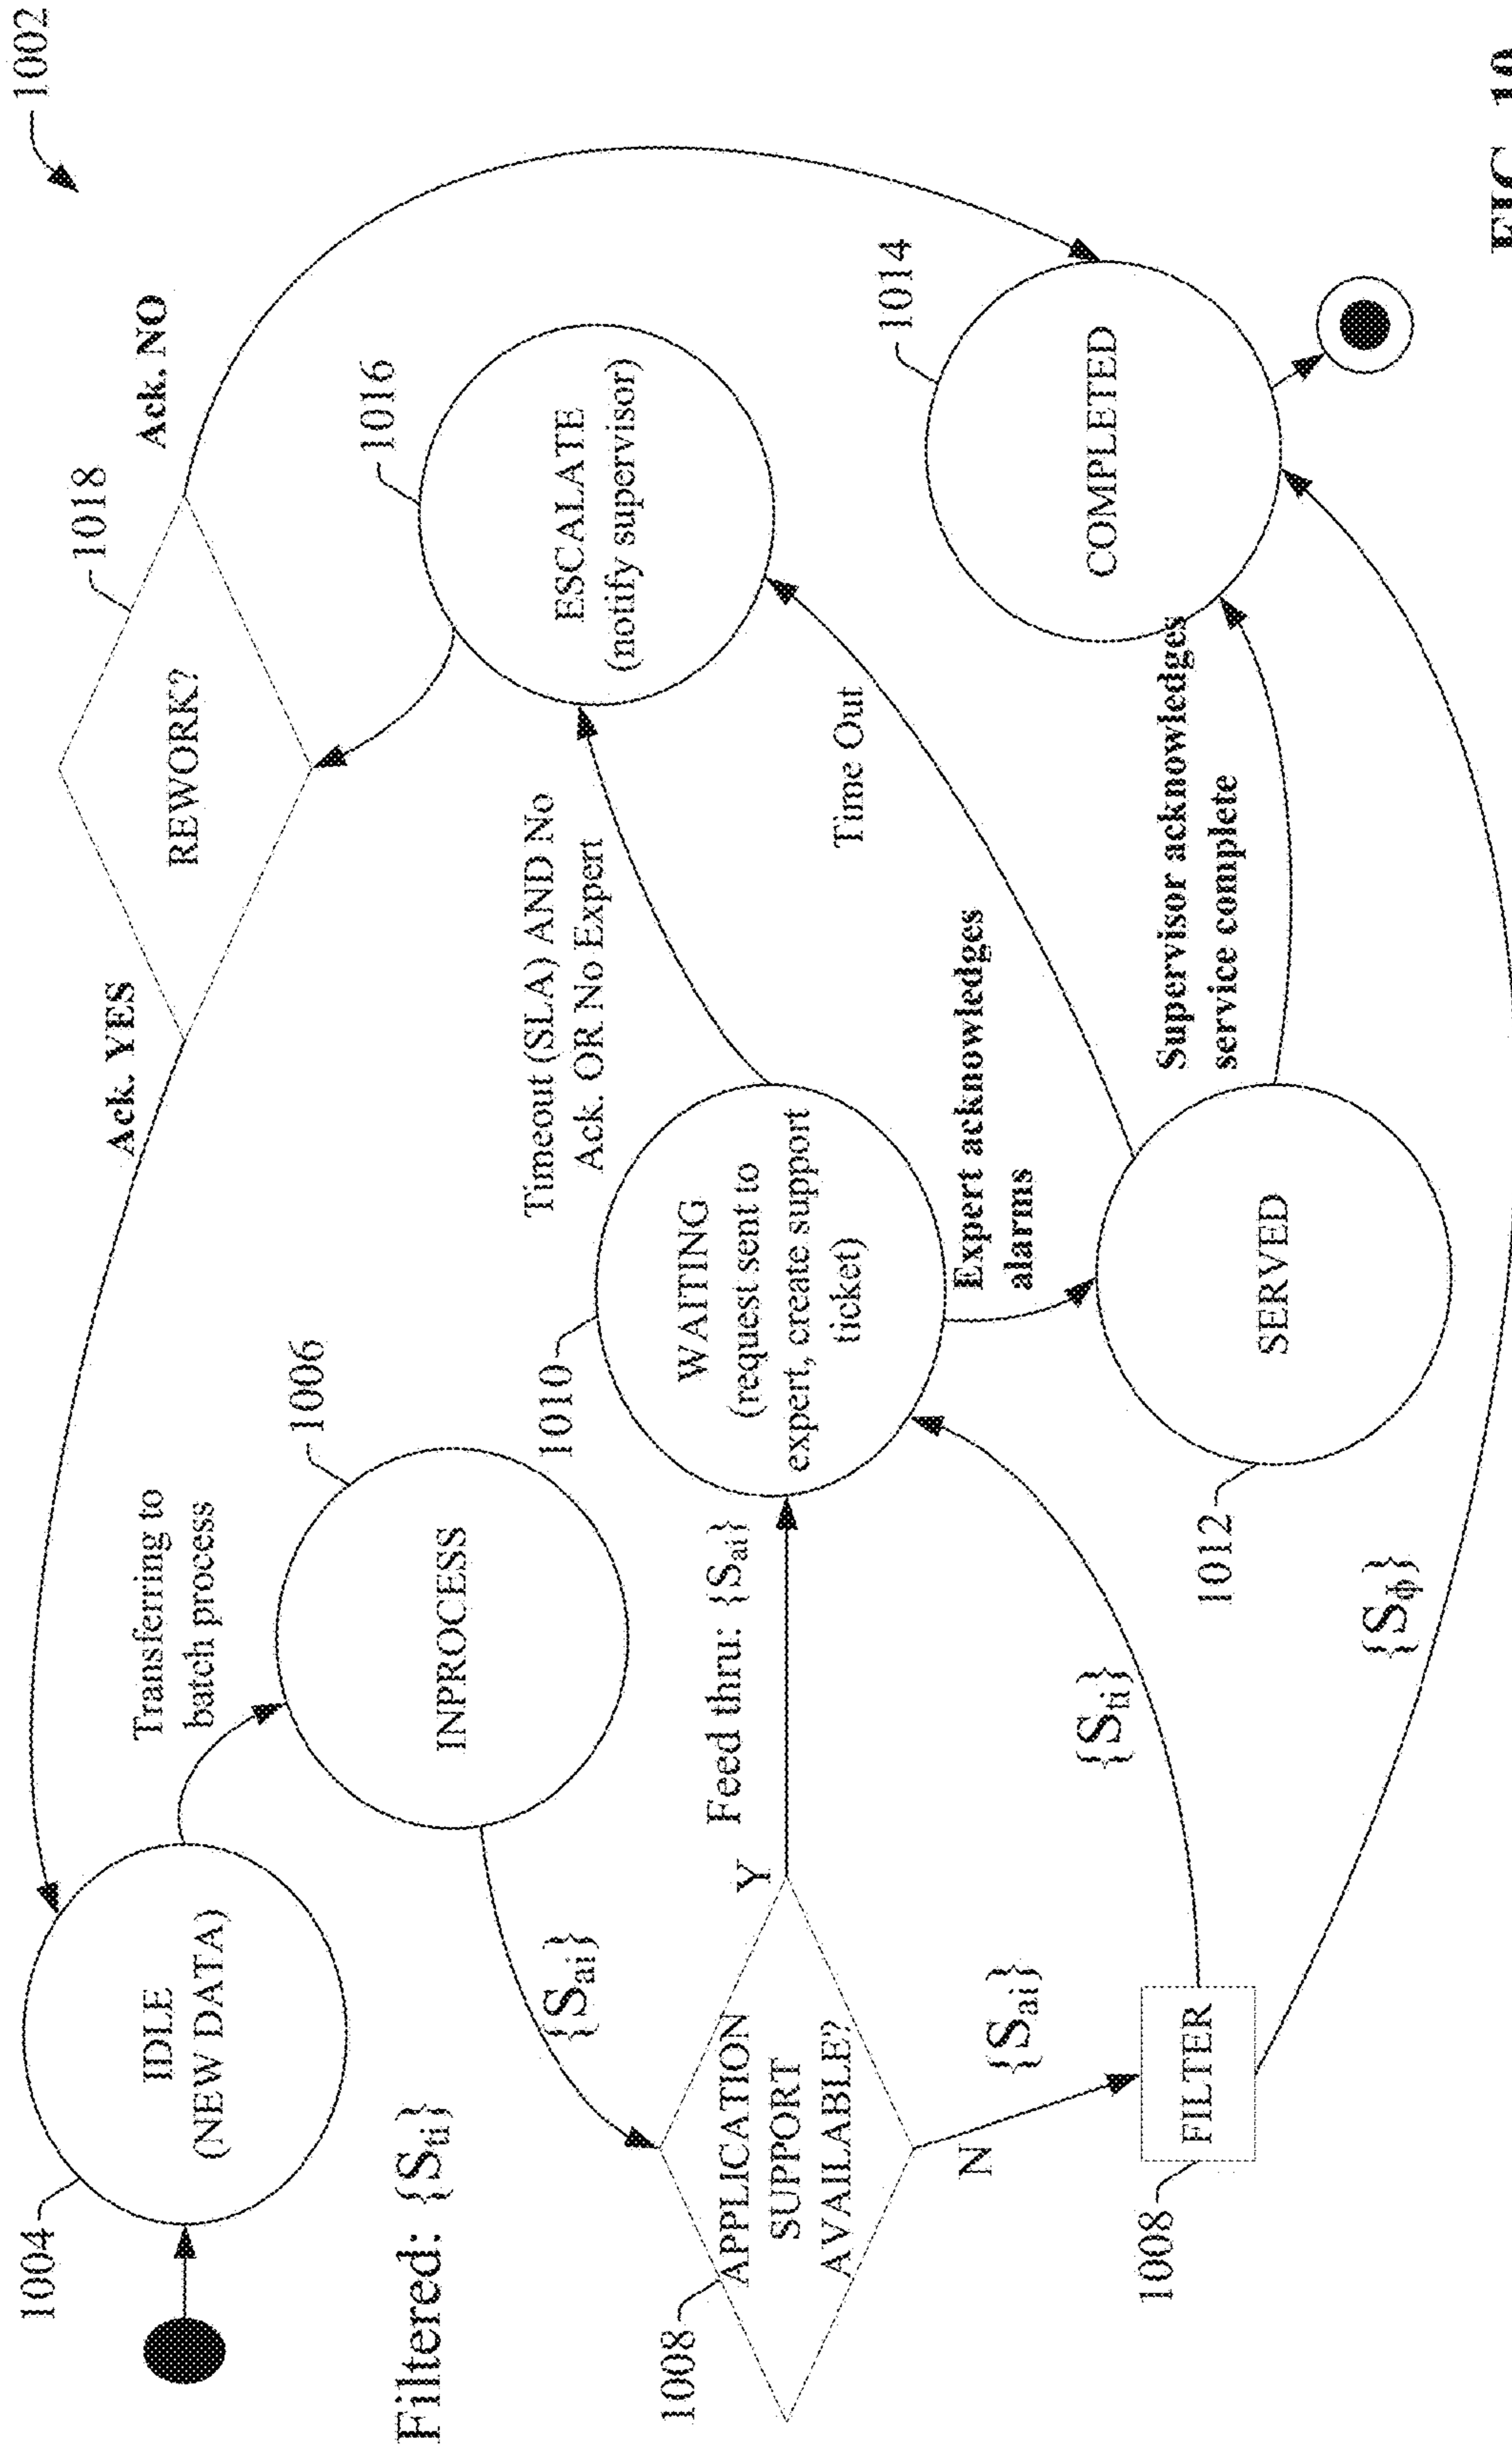 1002
1018
REWORK?
Ack. YES
Ack. NO
1004
IDLE
(NEW DATA)
Transferring to
batch process
1006
INPROCESS
1016
ESCALATE
(notify supervisor)
Filtered: {Sti}
{Sai}
Timeout (SLA) AND No
Ack. OR No Expert
1010
WAITING
(request sent to
expert, create support
ticket)
1008
APPLICATION
SUPPORT
AVAILABLE?
Y
Feed thru: {Sai}
Time Out
1014
COMPLETED
N
{Sai}
Expert acknowledges
alarms
{Sti}
Supervisor acknowledges
service complete
1008
FILTER
1012
SERVED
{Sϕ}
FIG. 10